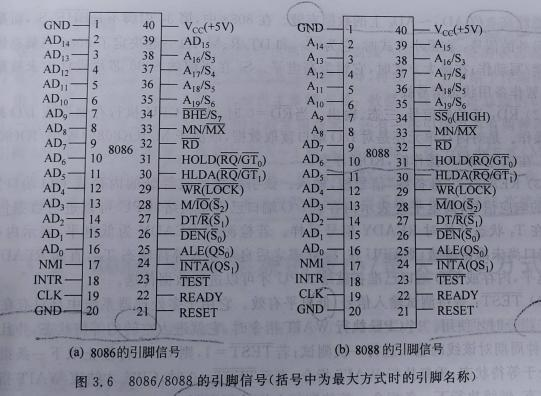 GND 1 40 V_CC(+5V)
AD₁₄ 2 39 AD₁₅
AD₁₃ 3 38 A₁₆/S₃
AD₁₂ 4 37 A₁₇/S₄
AD₁₁ 5 36 A₁₈/S₅
AD₁₀ 6 35 A₁₉/S₆
AD₉ 7 34 BHE/S₇
AD₈ 8 33 MN/MX
AD₇ 9 32 RD
8086
AD₆ 10 31 HOLD(RQ/GT₀)
AD₅ 11 30 HLDA(RQ/GT₁)
AD₄ 12 29 WR(LOCK)
AD₃ 13 28 M/IO(S₂)
AD₂ 14 27 DT/R(S₁)
AD₁ 15 26 DEN(S₀)
AD₀ 16 25 ALE(QS₀)
NMI 17 24 INTA(QS₁)
INTR 18 23 TEST
CLK 19 22 READY
GND 20 21 RESET
(a) 8086的引脚信号
GND 1 40 V_CC(+5V)
A₁₄ 2 39 A₁₅
A₁₃ 3 38 A₁₆/S₃
A₁₂ 4 37 A₁₇/S₄
A₁₁ 5 36 A₁₈/S₅
A₁₀ 6 35 A₁₉/S₆
A₉ 7 34 SS₀(HIGH)
A₈ 8 33 MN/MX
AD₇ 9 32 RD
8088
AD₆ 10 31 HOLD(RQ/GT₀)
AD₅ 11 30 HLDA(RQ/GT₁)
AD₄ 12 29 WR(LOCK)
AD₃ 13 28 M/IO(S₂)
AD₂ 14 27 DT/R(S₁)
AD₁ 15 26 DEN(S₀)
AD₀ 16 25 ALE(QS₀)
NMI 17 24 INTA(QS₁)
INTR 18 23 TEST
CLK 19 22 READY
GND 20 21 RESET
(b) 8088的引脚信号
图 3.6 8086/8088 的引脚信号(括号中为最大方式时的引脚名称)